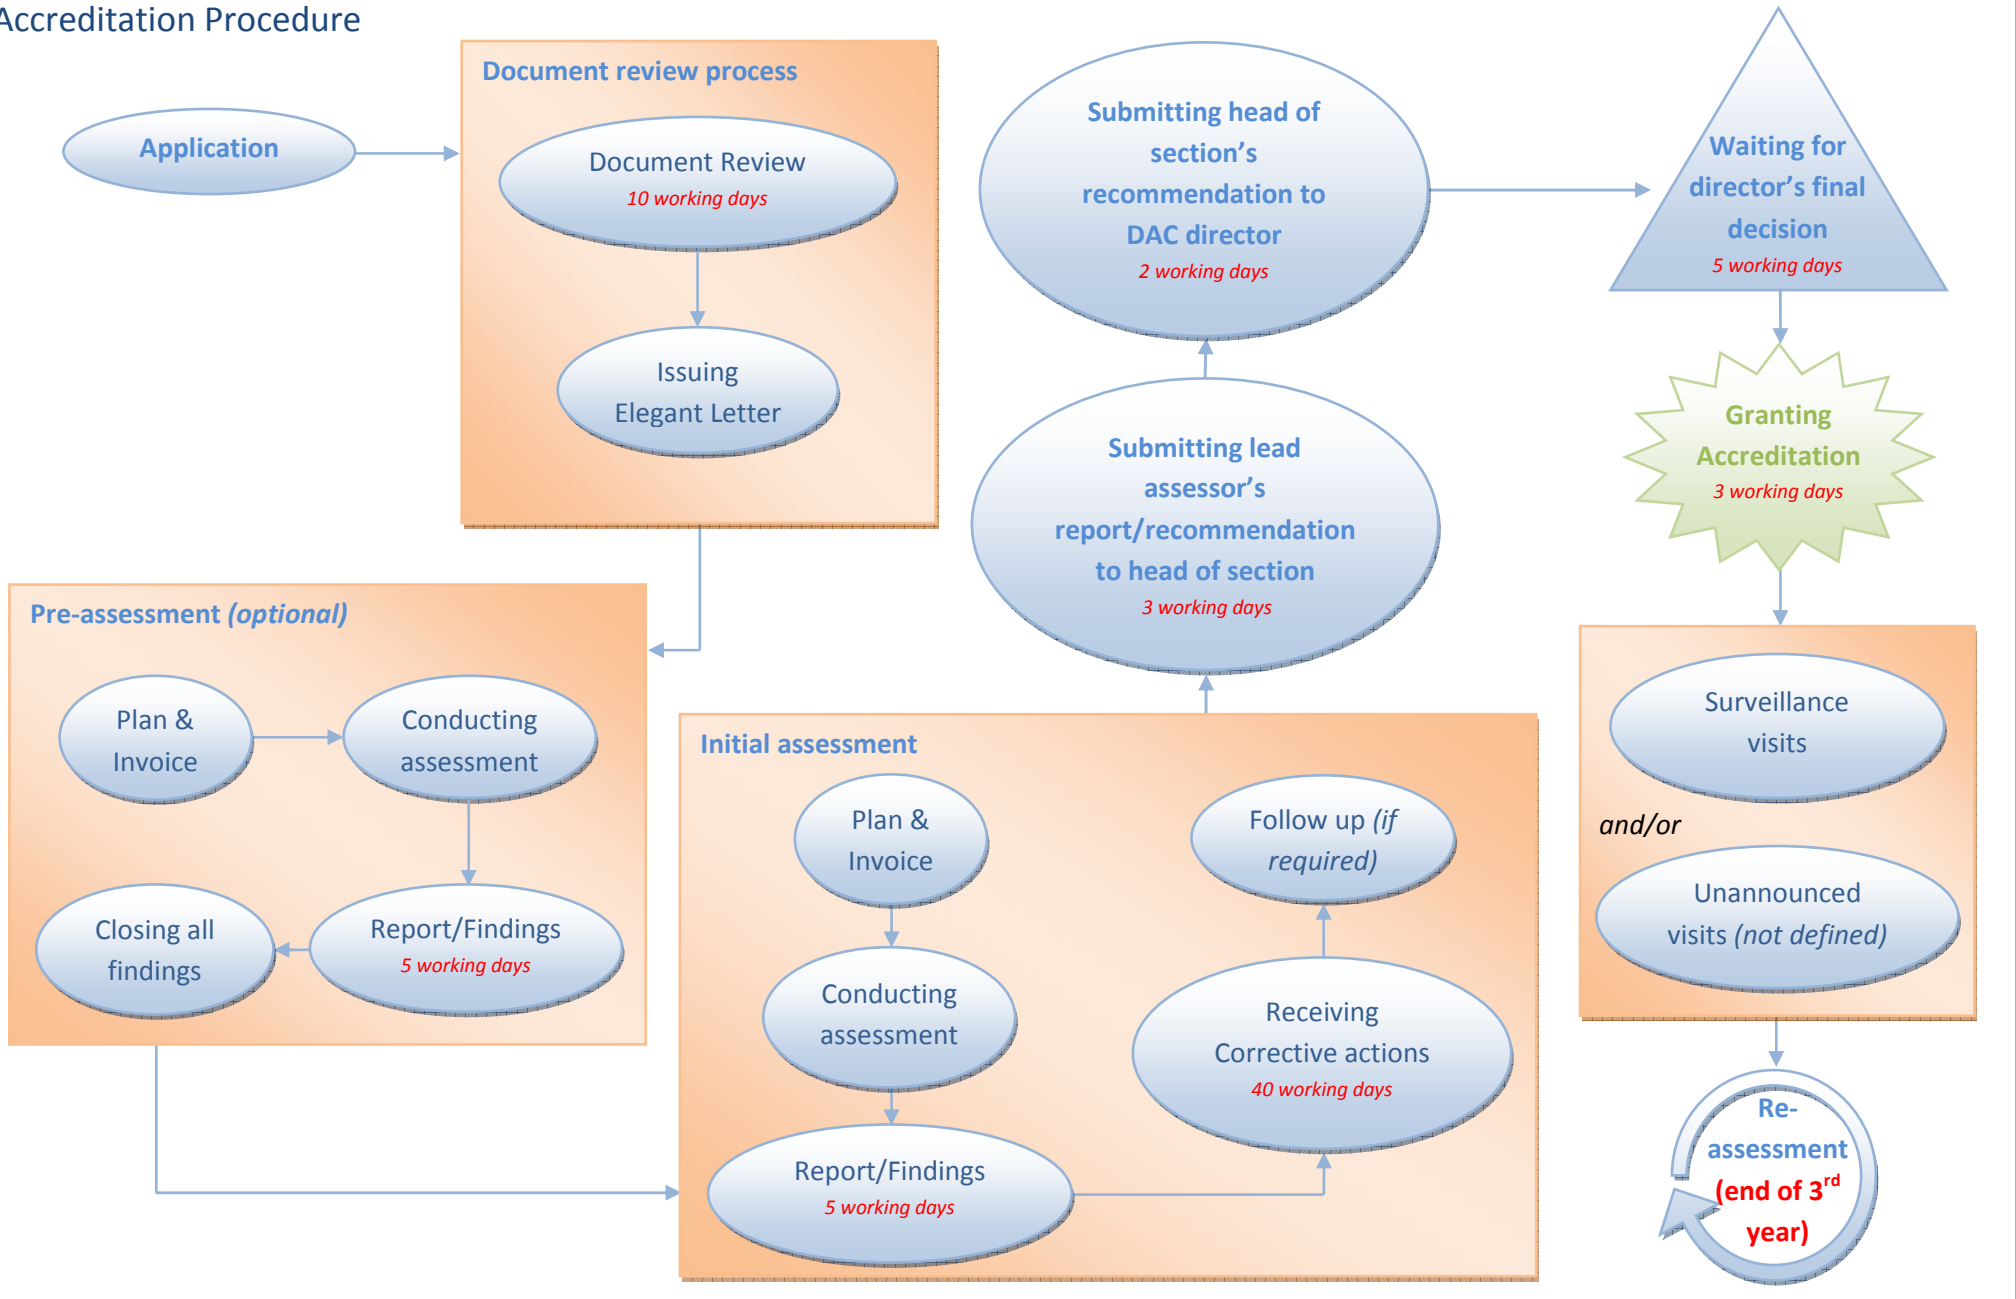 Accreditation Procedure
Application
Document review process
Document Review
10 working days
Issuing
Elegant Letter
Pre-assessment (optional)
Plan &
Invoice
Conducting
assessment
Report/Findings
5 working days
Closing all
findings
Initial assessment
Plan &
Invoice
Conducting
assessment
Report/Findings
5 working days
Receiving
Corrective actions
40 working days
Follow up (if
required)
Submitting lead
assessor’s
report/recommendation
to head of section
3 working days
Submitting head of
section’s
recommendation to
DAC director
2 working days
Waiting for
director’s final
decision
5 working days
Granting
Accreditation
3 working days
Surveillance
visits
and/or
Unannounced
visits (not defined)
Re-
assessment
(end of 3rd
year)